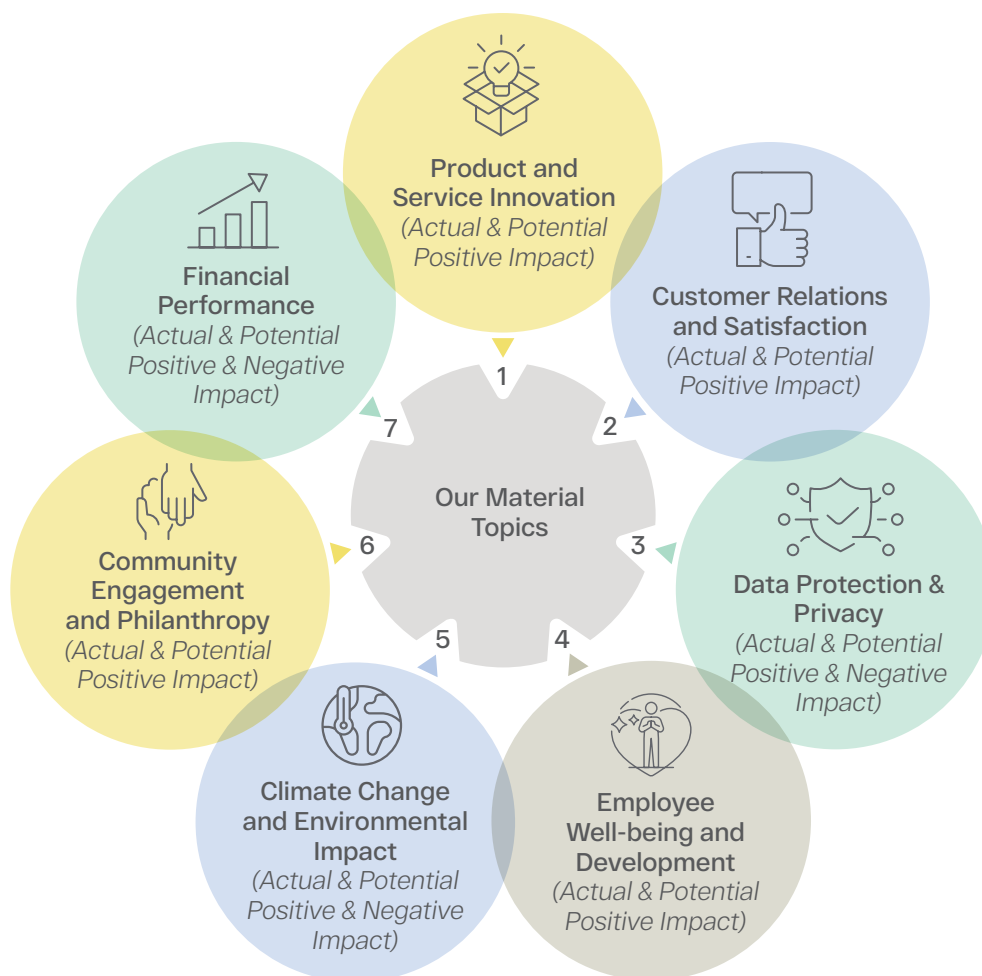 Product and
Service Innovation
(Actual & Potential
Positive Impact)
Customer Relations
and Satisfaction
(Actual & Potential
Positive Impact)
Data Protection &
Privacy
(Actual & Potential
Positive & Negative
Impact)
Employee
Well-being and
Development
(Actual & Potential
Positive Impact)
Climate Change
and Environmental
Impact
(Actual & Potential
Positive & Negative
Impact)
Community
Engagement
and Philanthropy
(Actual & Potential
Positive Impact)
Financial
Performance
(Actual & Potential
Positive & Negative
Impact)
Our Material
Topics
1
2
3
4
5
6
7